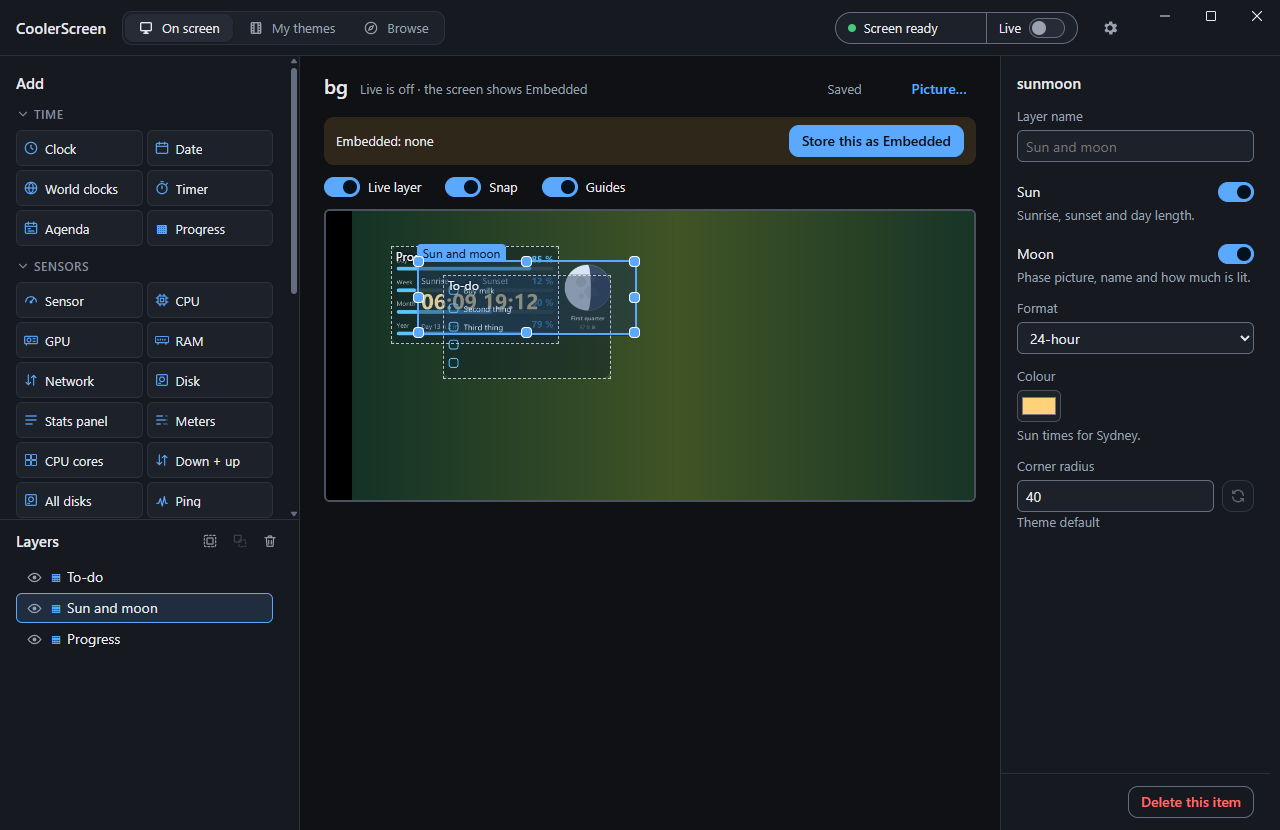 CoolerScreen
On screen
My themes
Browse
Screen ready
Live
Add
TIME
Clock
Date
World clocks
Timer
Agenda
Progress
SENSORS
Sensor
CPU
GPU
RAM
Network
Disk
Stats panel
Meters
CPU cores
Down + up
All disks
Ping
Layers
To-do
Sun and moon
Progress
bg
Live is off · the screen shows Embedded
Saved
Picture...
Embedded: none
Store this as Embedded
Live layer
Snap
Guides
Sun and moon
Week
Month
Year
79 %
Sunset
06:09 19:12
First quarter
To-do
Buy milk
Second thing
Third thing
sunmoon
Layer name
Sun and moon
Sun
Sunrise, sunset and day length.
Moon
Phase picture, name and how much is lit.
Format
24-hour
Colour
Sun times for Sydney.
Corner radius
40
Theme default
Delete this item